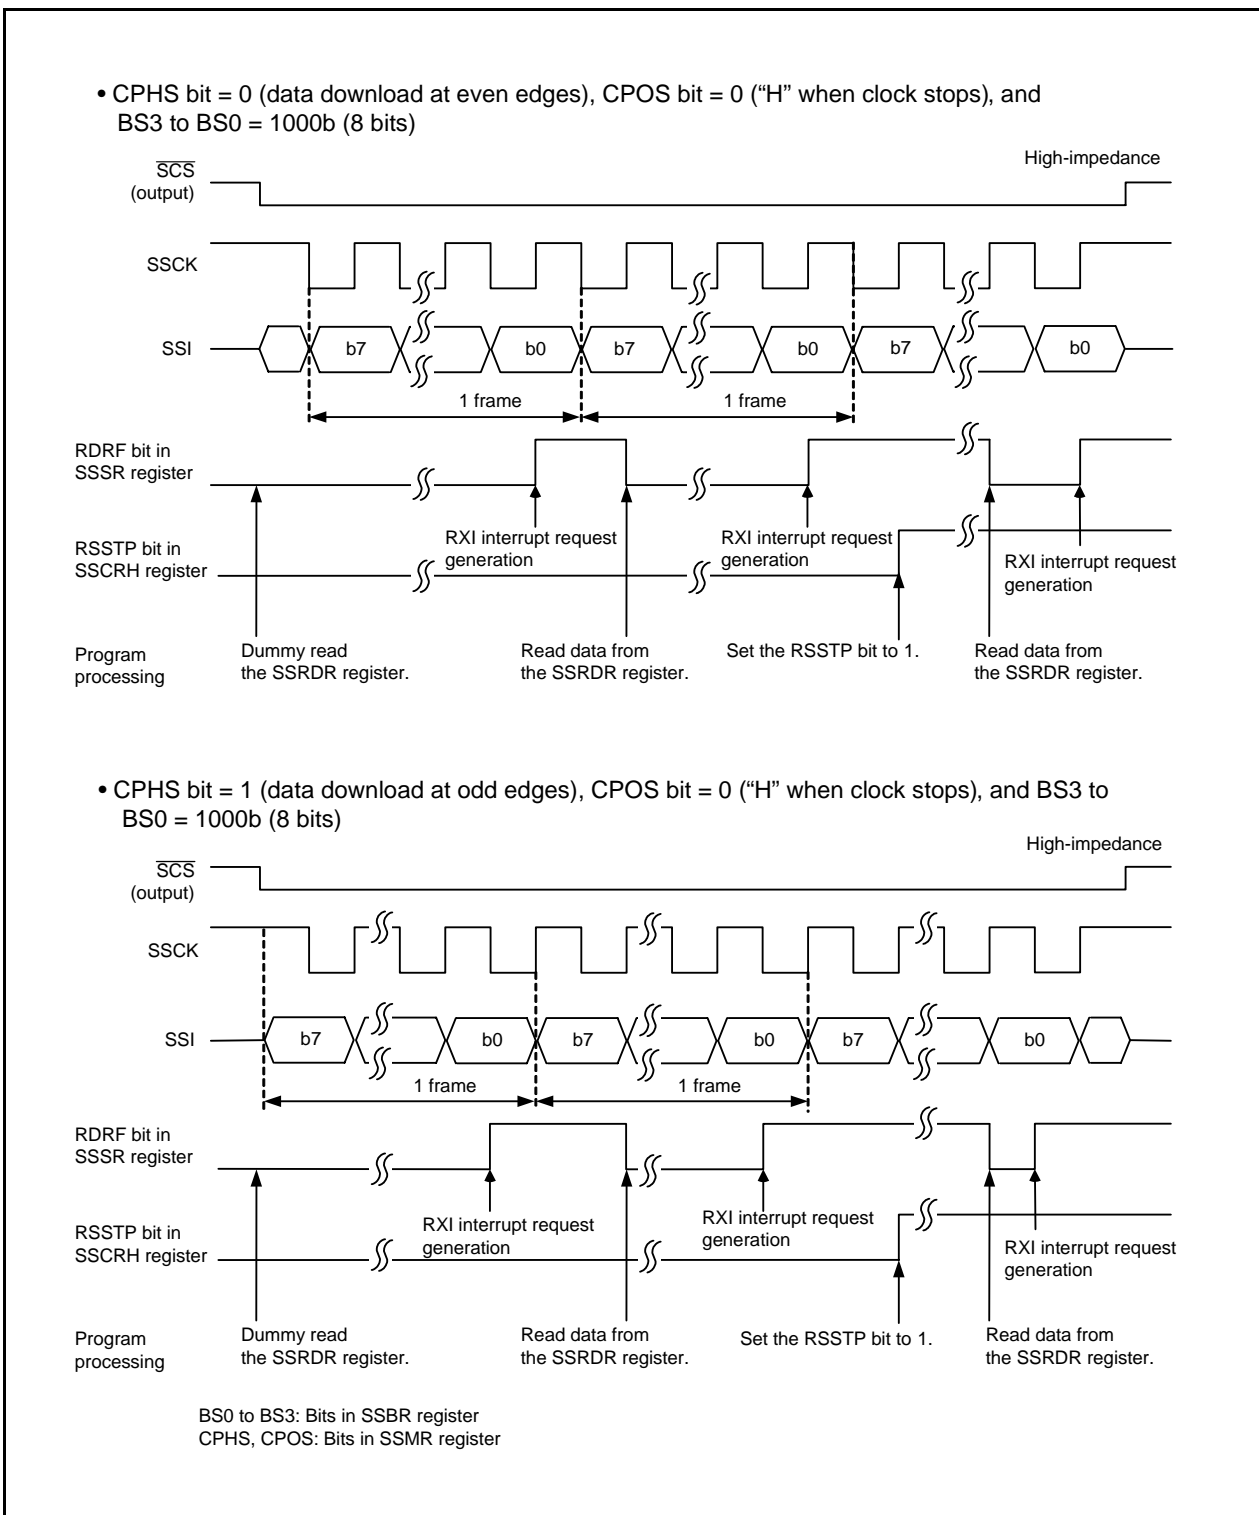 • CPHS bit = 0 (data download at even edges), CPOS bit = 0 (“H” when clock stops), and
BS3 to BS0 = 1000b (8 bits)
High-impedance
SCS
(output)
SSCK
SSI
b7
b0
b7
b0
b7
b0
1 frame
1 frame
RDRF bit in
SSSR register
RXI interrupt request
generation
RXI interrupt request
generation
RXI interrupt request
generation
RSSTP bit in
SSCRH register
Program
processing
Dummy read
the SSRDR register.
Read data from
the SSRDR register.
Set the RSSTP bit to 1.
Read data from
the SSRDR register.
• CPHS bit = 1 (data download at odd edges), CPOS bit = 0 (“H” when clock stops), and BS3 to
BS0 = 1000b (8 bits)
High-impedance
SCS
(output)
SSCK
SSI
b7
b0
b7
b0
b7
b0
1 frame
1 frame
RDRF bit in
SSSR register
RXI interrupt request
generation
RXI interrupt request
generation
RXI interrupt request
generation
RSSTP bit in
SSCRH register
Program
processing
Dummy read
the SSRDR register.
Read data from
the SSRDR register.
Set the RSSTP bit to 1.
Read data from
the SSRDR register.
BS0 to BS3: Bits in SSBR register
CPHS, CPOS: Bits in SSMR register